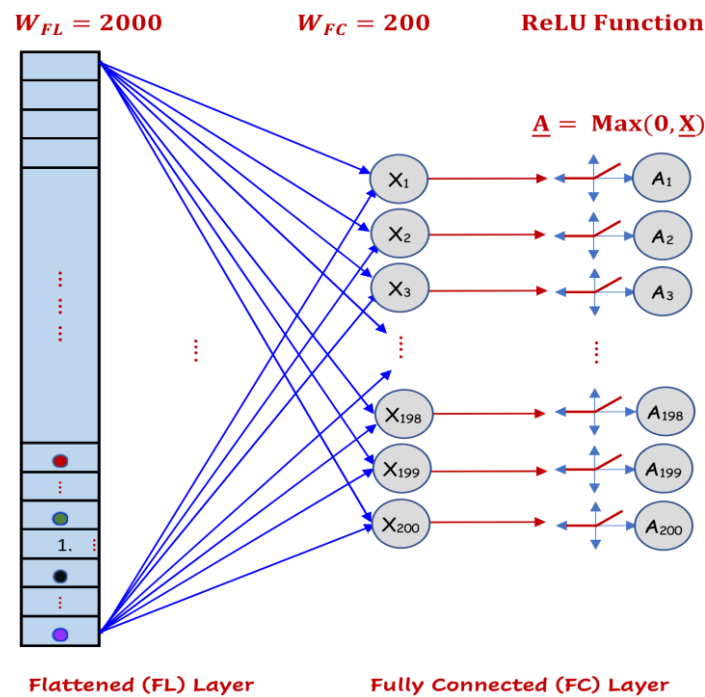 W_FL = 2000 W_FC = 200 ReLU Function
A = Max(0, X)
X1 A1
X2 A2
X3 A3
X198 A198
X199 A199
X200 A200
1.
Flattened (FL) Layer Fully Connected (FC) Layer